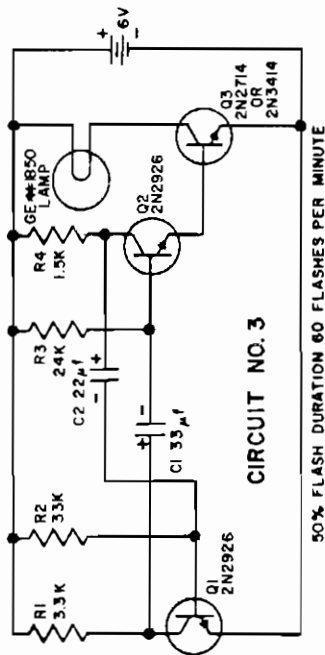 R1
3.3K
R2
33K
R3
24K
R4
1.5K
GE #1850
LAMP
+
6V
-
C2 22μf
- +
C1 33μf
+ -
Q1
2N2926
Q2
2N2926
Q3
2N2714
OR
2N3414
CIRCUIT NO. 3
50% FLASH DURATION 60 FLASHES PER MINUTE